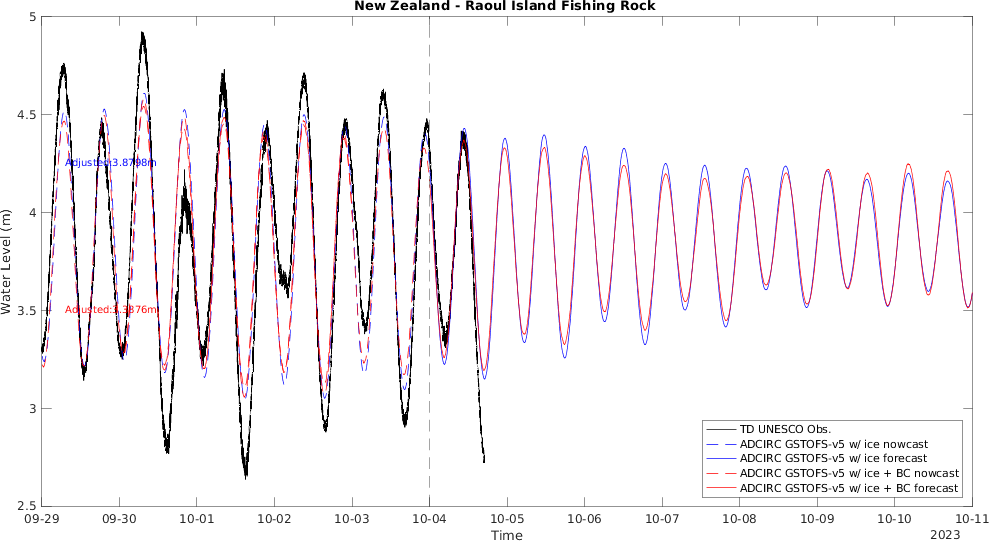 New Zealand - Raoul Island Fishing Rock
Water Level (m)
5
4.5
4
3.5
3
2.5
Adjusted:3.8798m
Adjusted:3.3876m
TD UNESCO Obs.
ADCIRC GSTOFS-v5 w/ ice nowcast
ADCIRC GSTOFS-v5 w/ ice forecast
ADCIRC GSTOFS-v5 w/ ice + BC nowcast
ADCIRC GSTOFS-v5 w/ ice + BC forecast
09-29 09-30 10-01 10-02 10-03 10-04 10-05 10-06 10-07 10-08 10-09 10-10 10-11
Time
2023